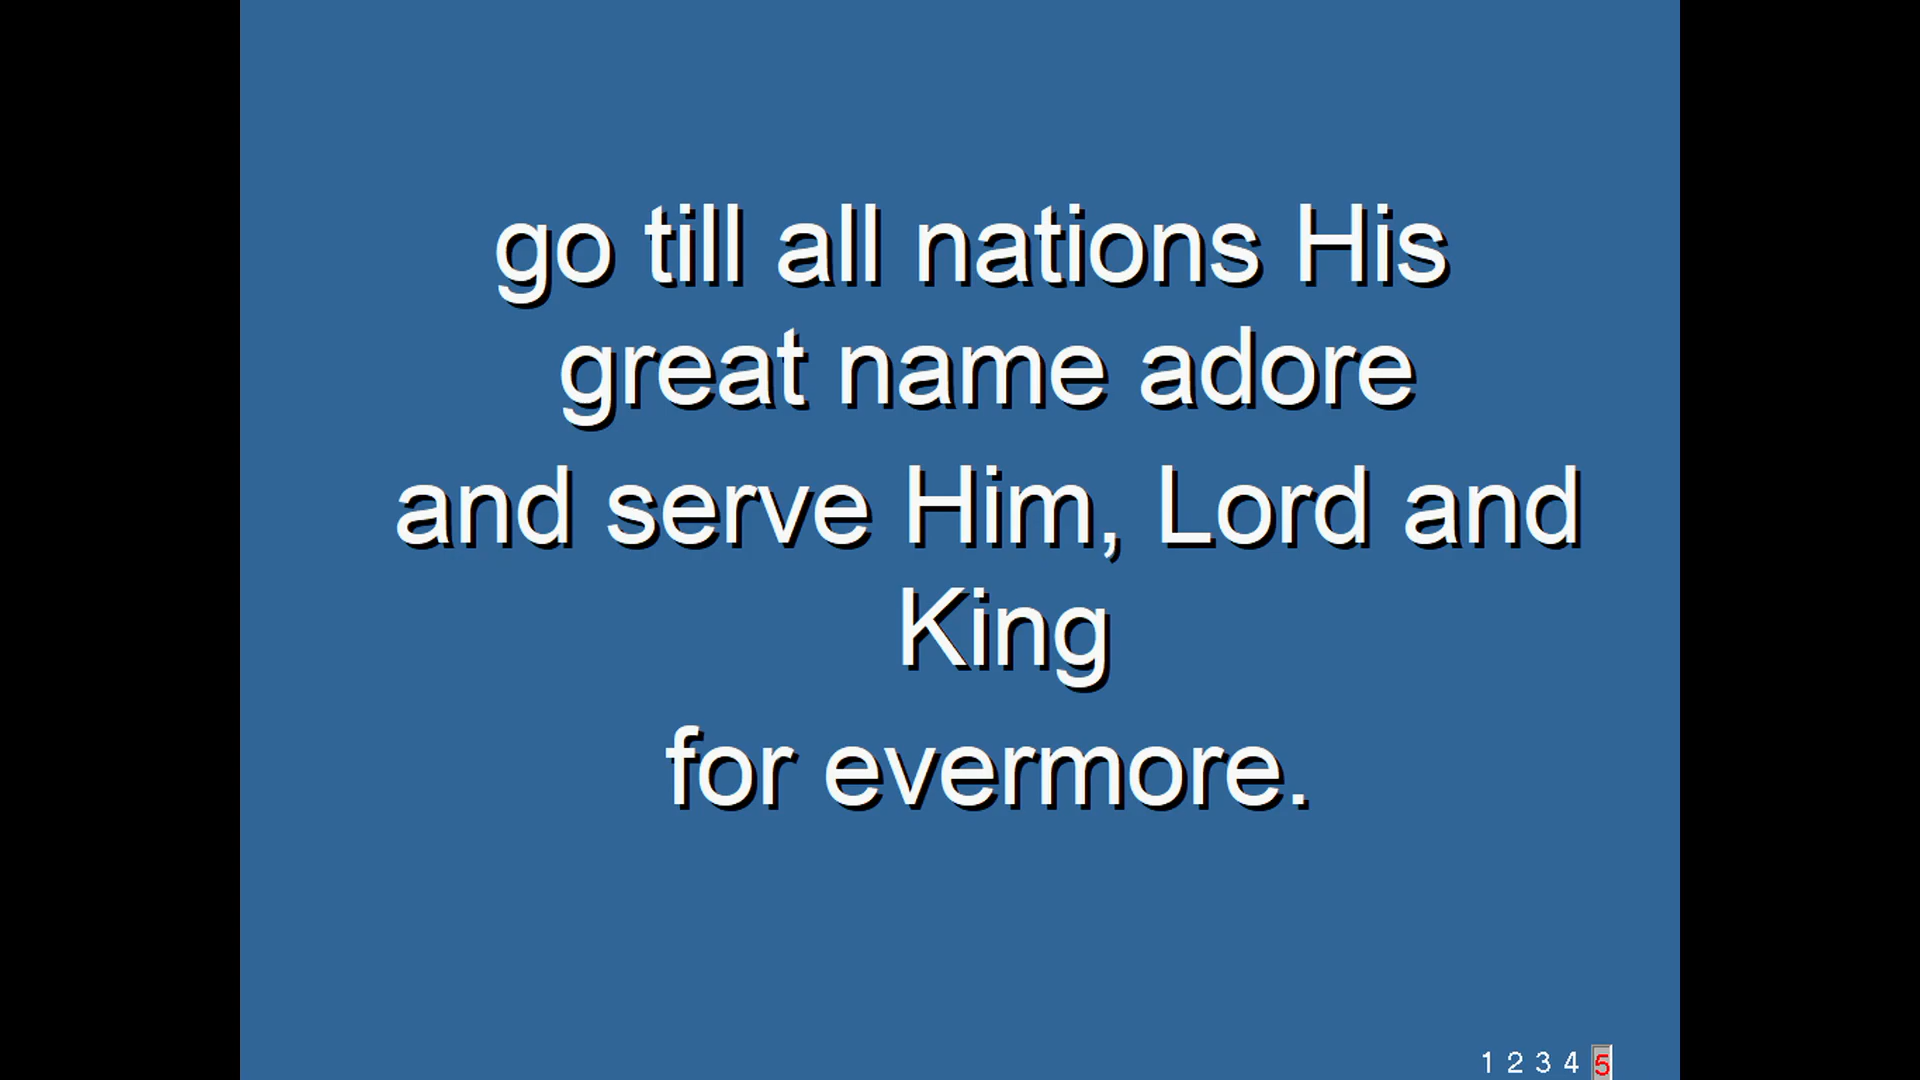 go till all nations His
great name adore
and serve Him, Lord and
King
for evermore.
1 2 3 4 5